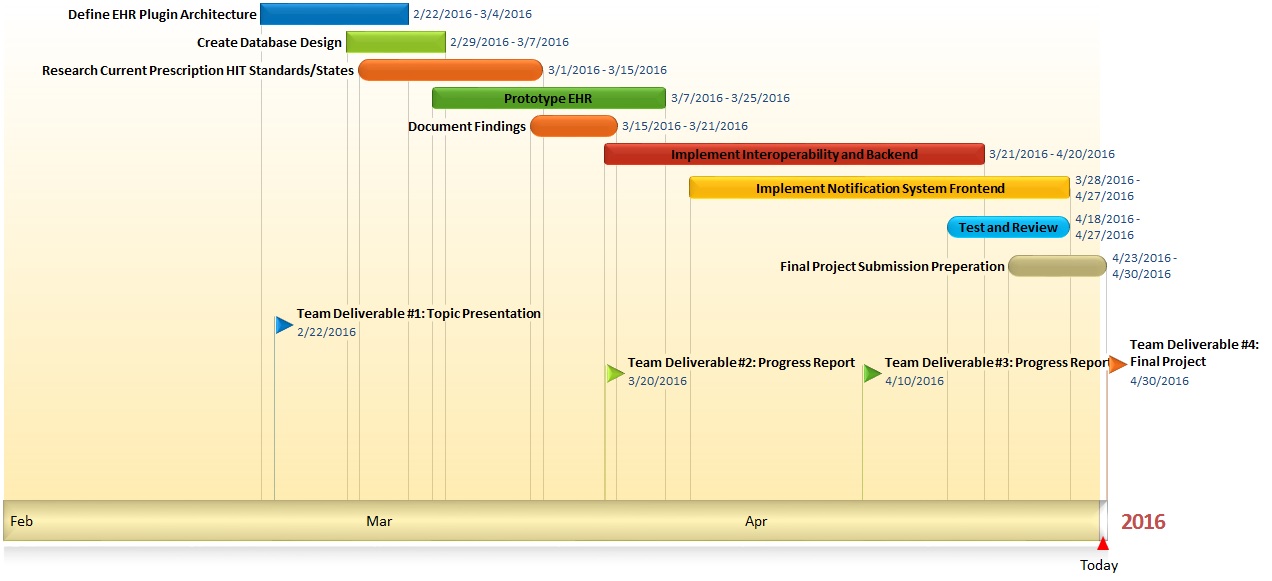 Define EHR Plugin Architecture 2/22/2016 - 3/4/2016
Create Database Design 2/29/2016 - 3/7/2016
Research Current Prescription HIT Standards/States 3/1/2016 - 3/15/2016
Prototype EHR 3/7/2016 - 3/25/2016
Document Findings 3/15/2016 - 3/21/2016
Implement Interoperability and Backend 3/21/2016 - 4/20/2016
Implement Notification System Frontend 3/28/2016 -
4/27/2016
Test and Review 4/18/2016 -
4/27/2016
Final Project Submission Preperation 4/23/2016 -
4/30/2016
Team Deliverable #1: Topic Presentation
2/22/2016
Team Deliverable #2: Progress Report
3/20/2016
Team Deliverable #3: Progress Report
4/10/2016
Team Deliverable #4:
Final Project
4/30/2016
Feb Mar Apr 2016
Today